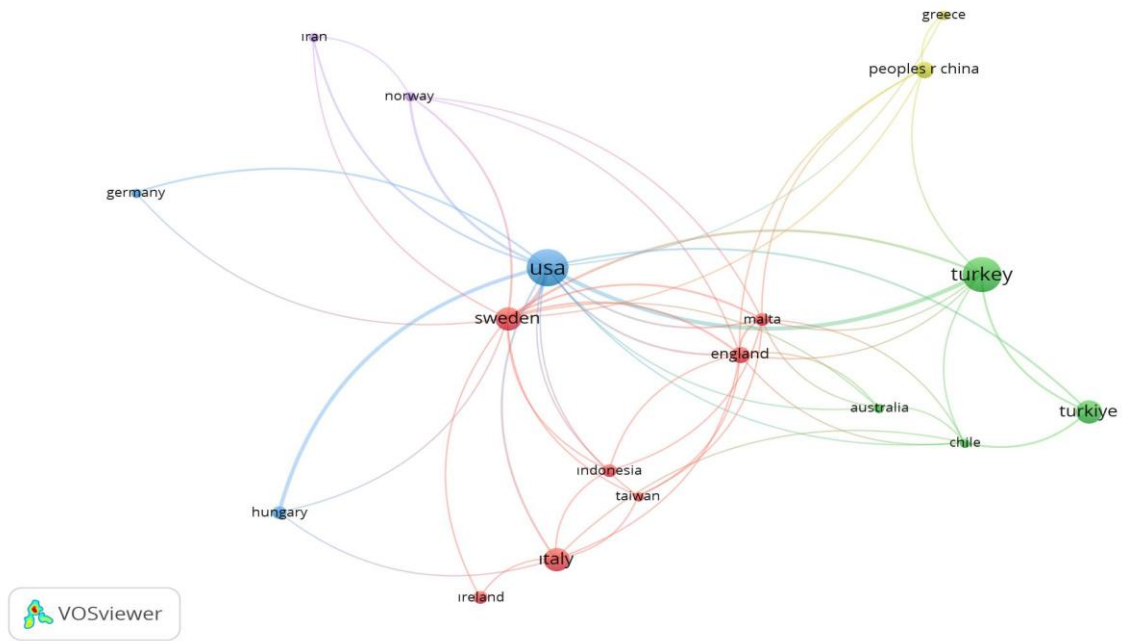 greece
ıran
peoples r china
norway
germany
usa
turkey
sweden
malta
england
australia
turkiye
chile
ındonesia
taiwan
hungary
ıtaly
ıreland
VOSviewer